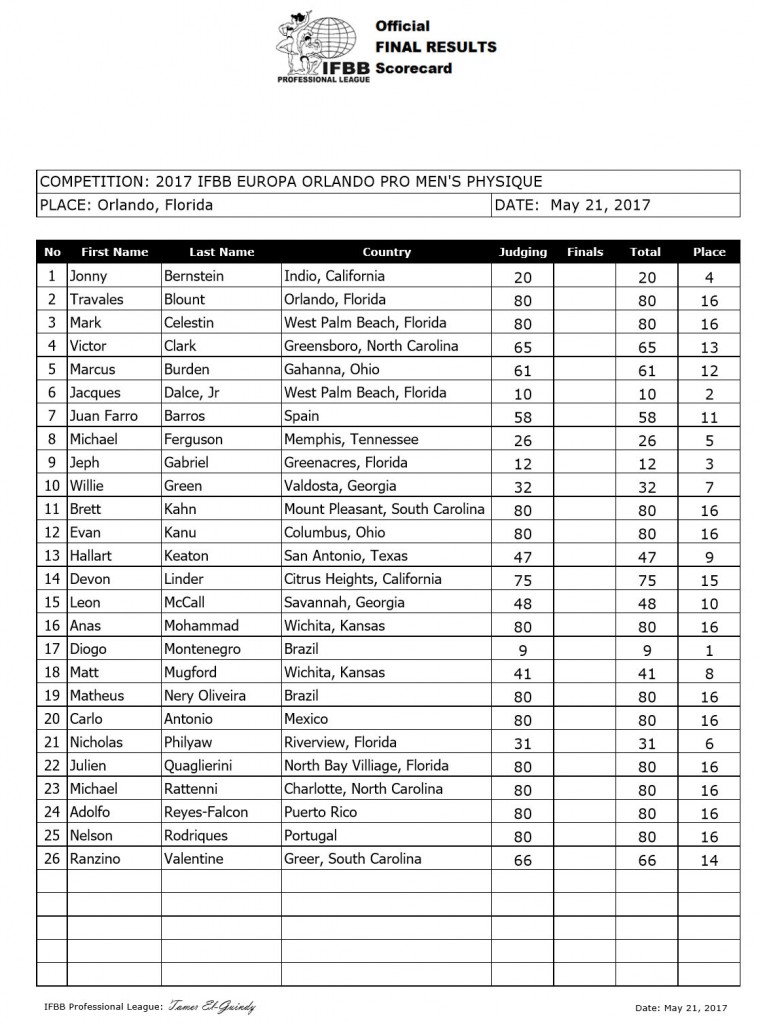 Official
FINAL RESULTS
IFBB Scorecard
PROFESSIONAL LEAGUE
COMPETITION: 2017 IFBB EUROPA ORLANDO PRO MEN'S PHYSIQUE
PLACE: Orlando, Florida DATE: May 21, 2017
No First Name Last Name Country Judging Finals Total Place
1 Jonny Bernstein Indio, California 20 20 4
2 Travales Blount Orlando, Florida 80 80 16
3 Mark Celestin West Palm Beach, Florida 80 80 16
4 Victor Clark Greensboro, North Carolina 65 65 13
5 Marcus Burden Gahanna, Ohio 61 61 12
6 Jacques Dalce, Jr West Palm Beach, Florida 10 10 2
7 Juan Farro Barros Spain 58 58 11
8 Michael Ferguson Memphis, Tennessee 26 26 5
9 Jeph Gabriel Greenacres, Florida 12 12 3
10 Willie Green Valdosta, Georgia 32 32 7
11 Brett Kahn Mount Pleasant, South Carolina 80 80 16
12 Evan Kanu Columbus, Ohio 80 80 16
13 Hallart Keaton San Antonio, Texas 47 47 9
14 Devon Linder Citrus Heights, California 75 75 15
15 Leon McCall Savannah, Georgia 48 48 10
16 Anas Mohammad Wichita, Kansas 80 80 16
17 Diogo Montenegro Brazil 9 9 1
18 Matt Mugford Wichita, Kansas 41 41 8
19 Matheus Nery Oliveira Brazil 80 80 16
20 Carlo Antonio Mexico 80 80 16
21 Nicholas Philyaw Riverview, Florida 31 31 6
22 Julien Quaglierini North Bay Villiage, Florida 80 80 16
23 Michael Rattenni Charlotte, North Carolina 80 80 16
24 Adolfo Reyes-Falcon Puerto Rico 80 80 16
25 Nelson Rodriques Portugal 80 80 16
26 Ranzino Valentine Greer, South Carolina 66 66 14
IFBB Professional League: Tamer El-Guindy Date: May 21, 2017